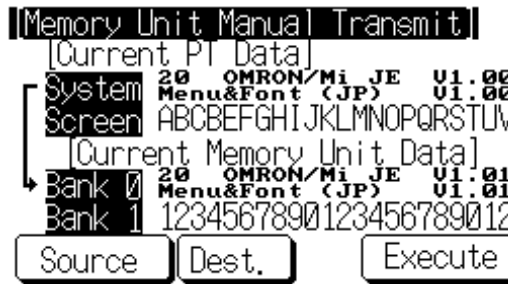 [Memory Unit Manual Transmit]
[Current PT Data]
System 20 OMRON/Mi JE V1.00
Menu&Font (JP) V1.00
Screen ABCBEFGHIJKLMNOPQRSTUV
[Current Memory Unit Data]
Bank 0 20 OMRON/Mi JE V1.01
Menu&Font (JP) V1.01
Bank 1 1234567890123456789012
Source Dest. Execute